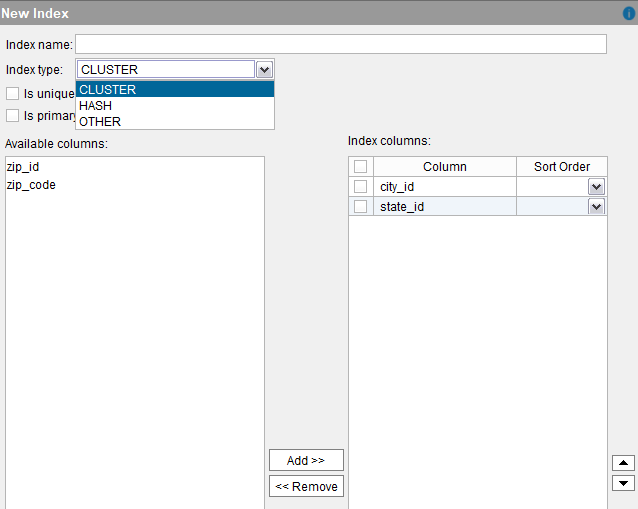 New Index
Index name:
Index type: CLUSTER
CLUSTER
Is unique
HASH
Is primary
OTHER
Available columns:
Index columns:
zip_id
zip_code
Column Sort Order
city_id
state_id
Add >>
<< Remove